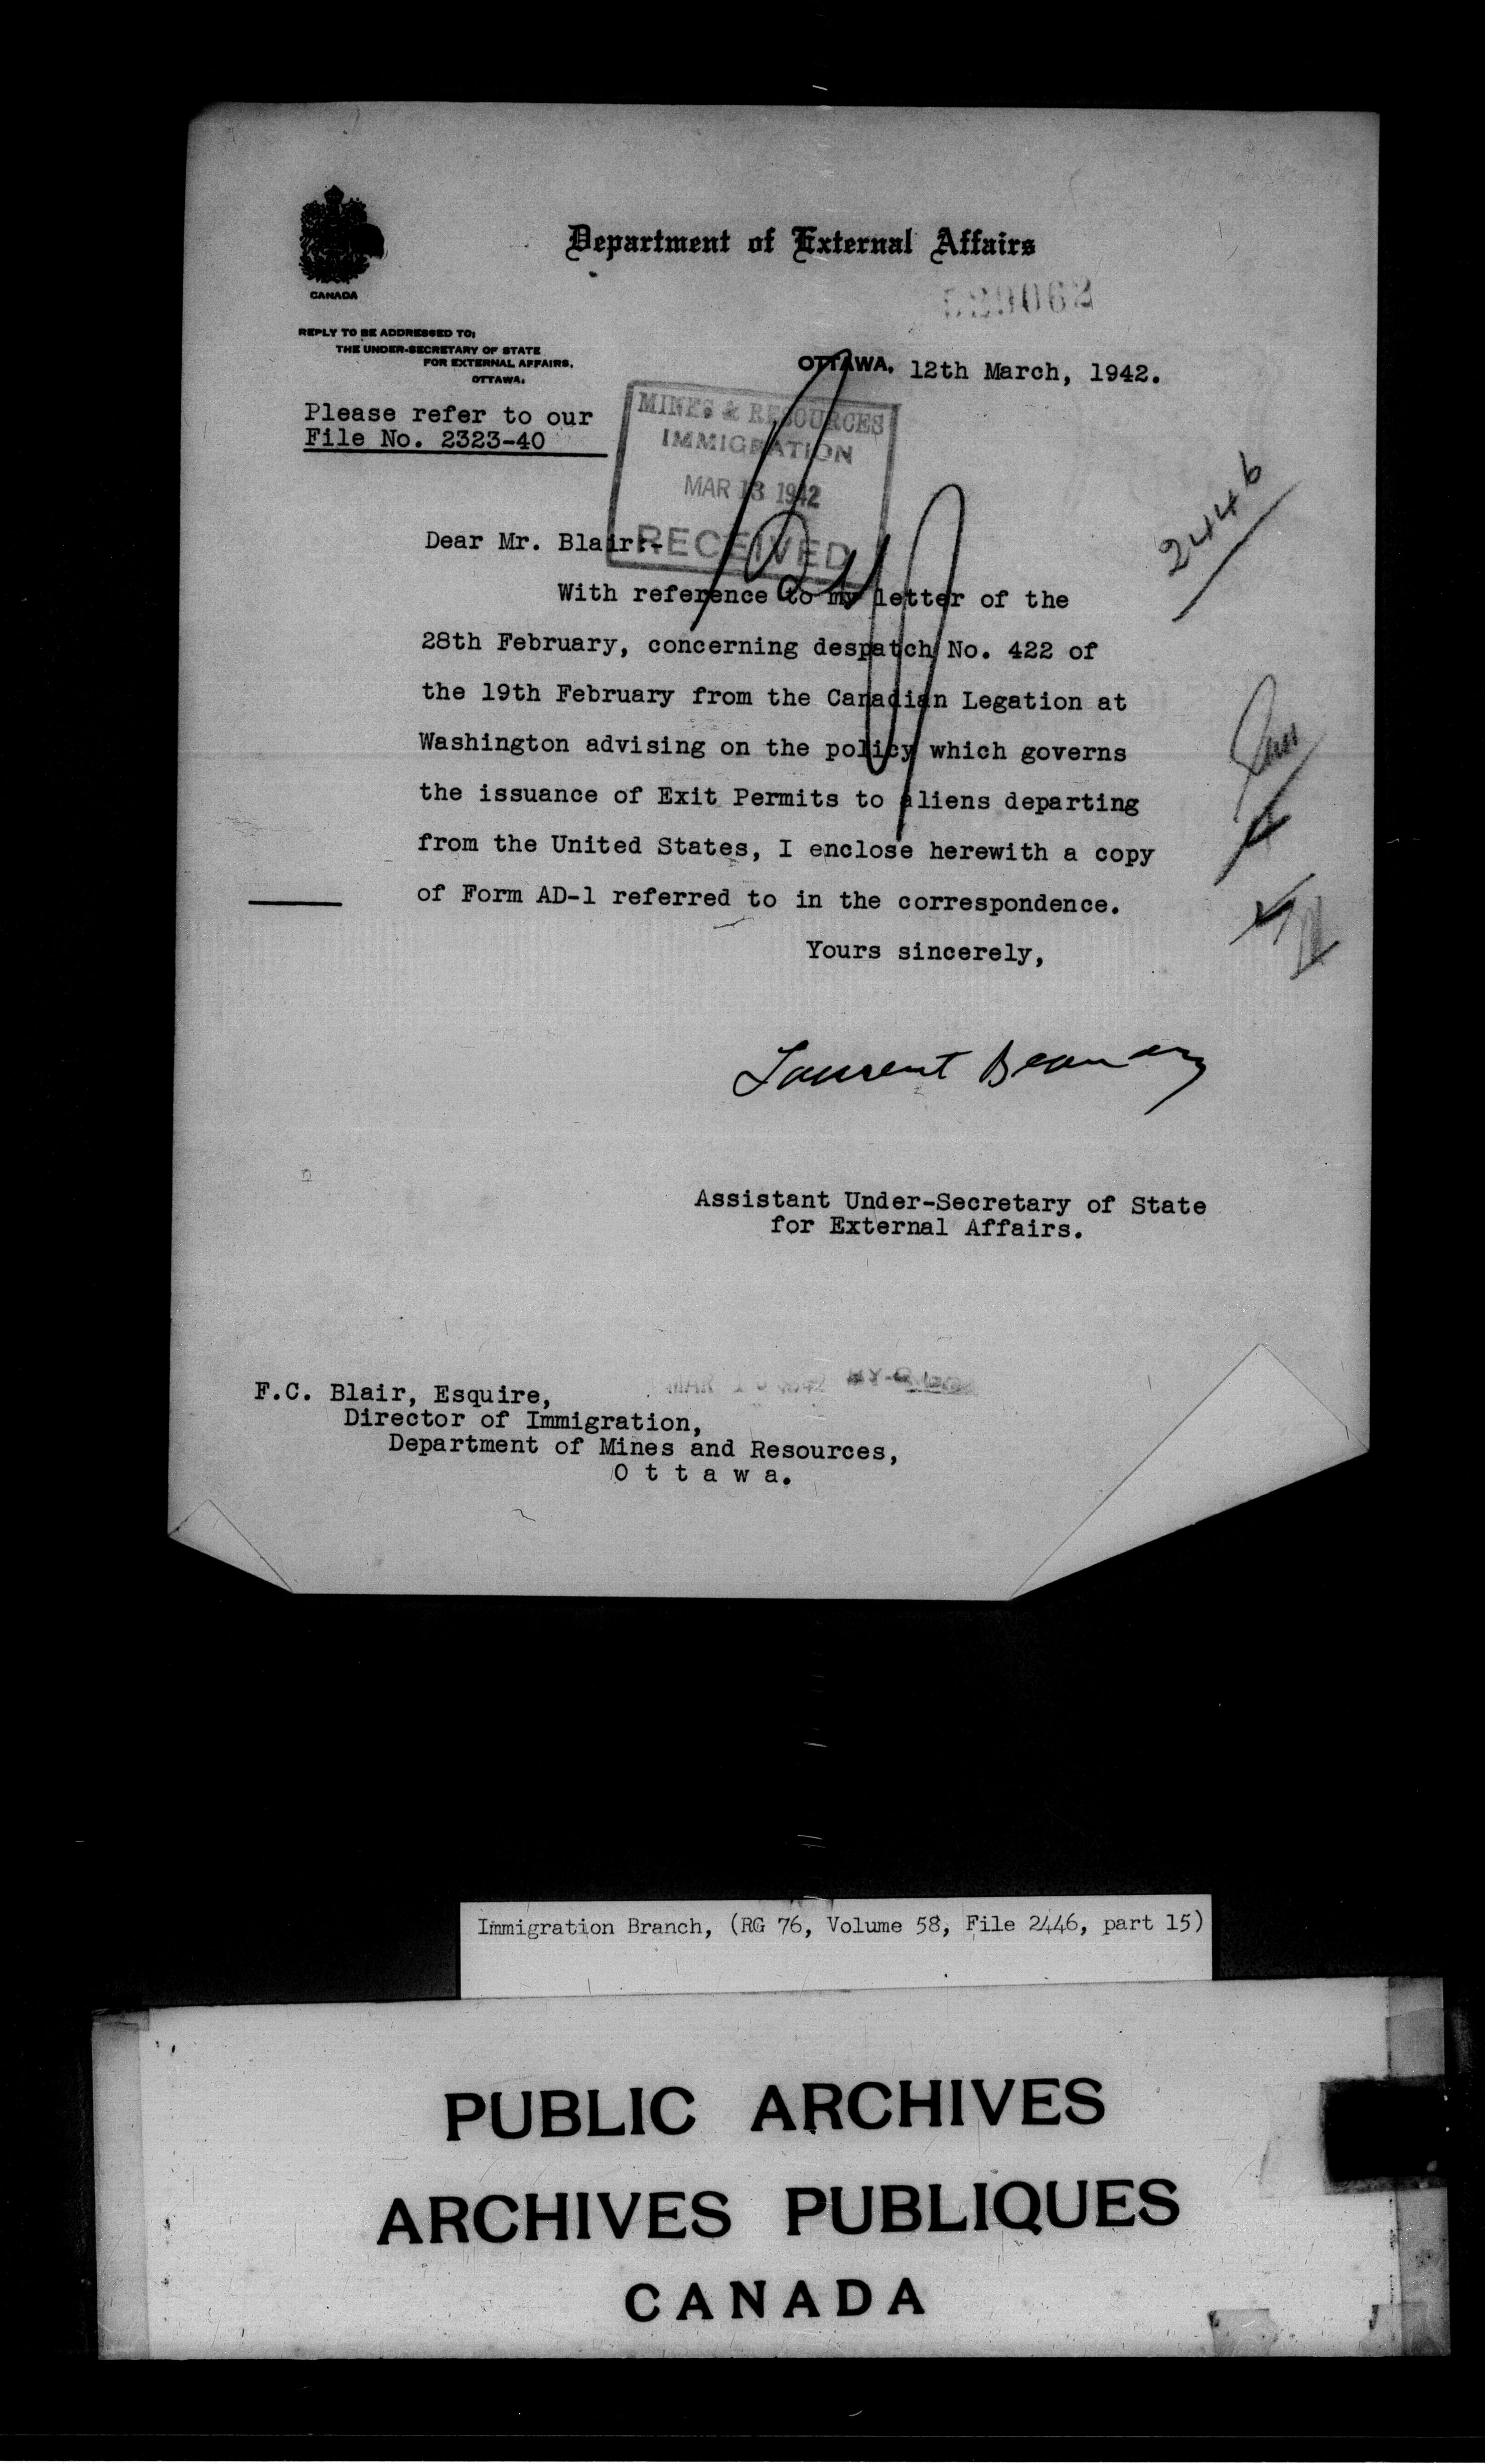 Department of External Affairs
CANADA
REPLY TO BE ADDRESSED TO:
THE UNDER-SECRETARY OF STATE
FOR EXTERNAL AFFAIRS,
OTTAWA.
OTTAWA, 12th March, 1942.
Please refer to our
File No. 2323-40
MINES & RESOURCES
IMMIGRATION
MAR 13 1942
RECEIVED
2446
Dear Mr. Blair:-
With reference to my letter of the
28th February, concerning despatch No. 422 of
the 19th February from the Canadian Legation at
Washington advising on the policy which governs
the issuance of Exit Permits to aliens departing
from the United States, I enclose herewith a copy
of Form AD-1 referred to in the correspondence.
Yours sincerely,
Laurent Beaudry
Assistant Under-Secretary of State
for External Affairs.
F.C. Blair, Esquire,
Director of Immigration,
Department of Mines and Resources,
O t t a w a.
Immigration Branch, (RG 76, Volume 58, File 2446, part 15)
PUBLIC ARCHIVES
ARCHIVES PUBLIQUES
CANADA